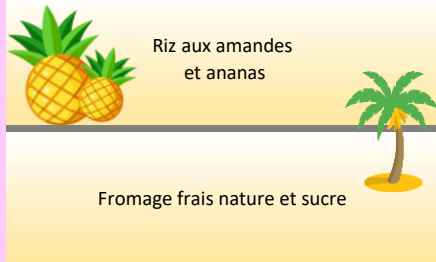 Riz aux amandes
et ananas
Fromage frais nature et sucre